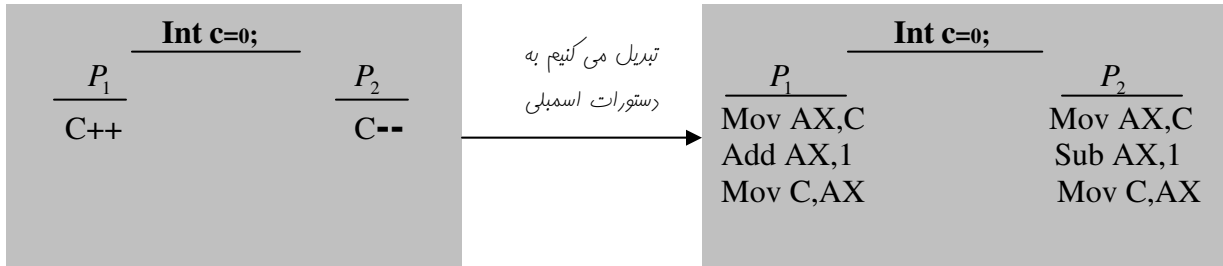 Int c=0;
P1 P2
C++ C--
تبدیل می کنیم به
دستورات اسمبلی
Int c=0;
P1 P2
Mov AX,C Mov AX,C
Add AX,1 Sub AX,1
Mov C,AX Mov C,AX